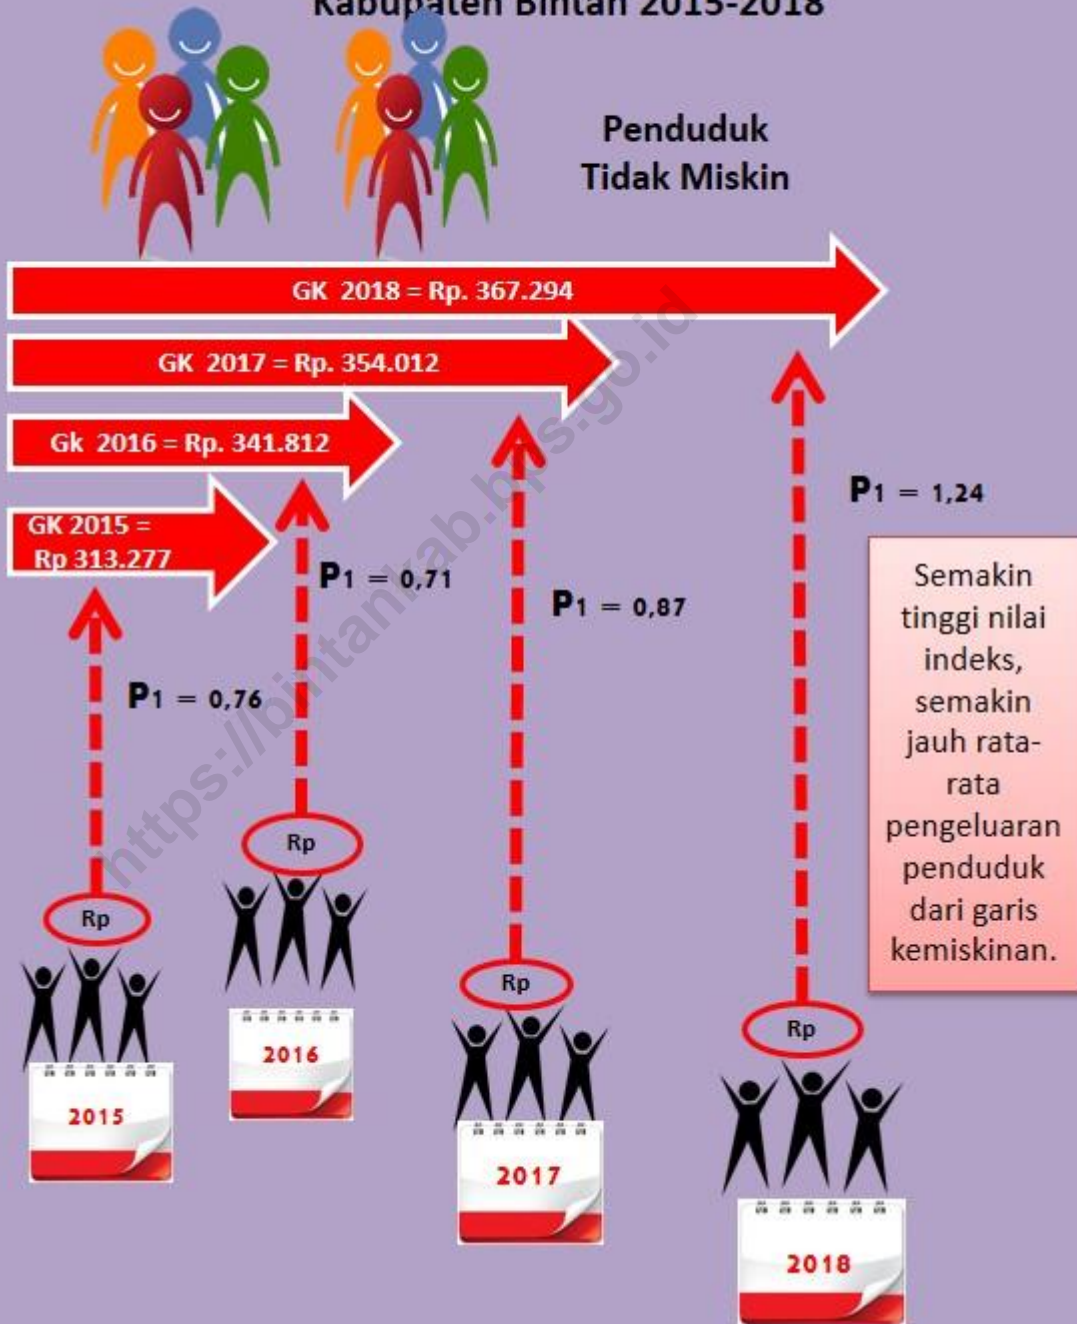 Kabupaten Bintan 2015-2018
Penduduk
Tidak Miskin
GK 2018 = Rp. 367.294
GK 2017 = Rp. 354.012
Gk 2016 = Rp. 341.812
GK 2015 =
Rp 313.277
P1 = 1,24
P1 = 0,71
P1 = 0,87
P1 = 0,76
Semakin
tinggi nilai
indeks,
semakin
jauh rata-
rata
pengeluaran
penduduk
dari garis
kemiskinan.
https://bintankab.bps.go.id
Rp
Rp
Rp
Rp
2015
2016
2017
2018